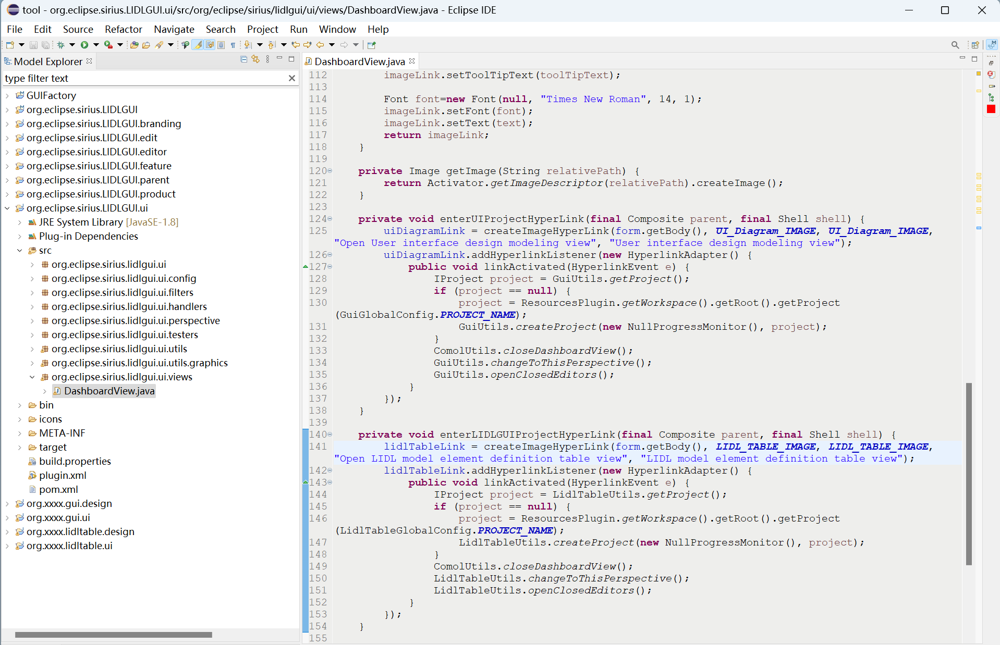 tool - org.eclipse.sirius.LIDLGUI.ui/src/org/eclipse/sirius/lidlgui/ui/views/DashboardView.java - Eclipse IDE
File Edit Source Refactor Navigate Search Project Run Window Help
Model Explorer
type filter text
GUIFactory
org.eclipse.sirius.LIDLGUI
org.eclipse.sirius.LIDLGUI.branding
org.eclipse.sirius.LIDLGUI.edit
org.eclipse.sirius.LIDLGUI.editor
org.eclipse.sirius.LIDLGUI.feature
org.eclipse.sirius.LIDLGUI.parent
org.eclipse.sirius.LIDLGUI.product
org.eclipse.sirius.LIDLGUI.ui
JRE System Library [JavaSE-1.8]
Plug-in Dependencies
src
org.eclipse.sirius.lidlgui.ui
org.eclipse.sirius.lidlgui.ui.config
org.eclipse.sirius.lidlgui.ui.filters
org.eclipse.sirius.lidlgui.ui.handlers
org.eclipse.sirius.lidlgui.ui.perspective
org.eclipse.sirius.lidlgui.ui.testers
org.eclipse.sirius.lidlgui.ui.utils
org.eclipse.sirius.lidlgui.ui.utils.graphics
org.eclipse.sirius.lidlgui.ui.views
DashboardView.java
bin
icons
META-INF
target
build.properties
plugin.xml
pom.xml
org.xxxx.gui.design
org.xxxx.gui.ui
org.xxxx.lidltable.design
org.xxxx.lidltable.ui
DashboardView.java
112 imageLink.setToolTipText(toolTipText);
113
114 Font font=new Font(null, "Times New Roman", 14, 1);
115 imageLink.setFont(font);
116 imageLink.setText(text);
117 return imageLink;
118 }
119
120 private Image getImage(String relativePath) {
121 return Activator.getImageDescriptor(relativePath).createImage();
122 }
123
124 private void enterUIProjectHyperLink(final Composite parent, final Shell shell) {
125 uiDiagramLink = createImageHyperLink(form.getBody(), UI_Diagram_IMAGE, UI_Diagram_IMAGE,
"Open User interface design modeling view", "User interface design modeling view");
126 uiDiagramLink.addHyperlinkListener(new HyperlinkAdapter() {
127 public void linkActivated(HyperlinkEvent e) {
128 IProject project = GuiUtils.getProject();
129 if (project == null) {
130 project = ResourcesPlugin.getWorkspace().getRoot().getProject
(GuiGlobalConfig.PROJECT_NAME);
131 GuiUtils.createProject(new NullProgressMonitor(), project);
132 }
133 ComolUtils.closeDashboardView();
134 GuiUtils.changeToThisPerspective();
135 GuiUtils.openClosedEditors();
136 }
137 });
138 }
139
140 private void enterLIDLGUIProjectHyperLink(final Composite parent, final Shell shell) {
141 lidlTableLink = createImageHyperLink(form.getBody(), LIDL_TABLE_IMAGE, LIDL_TABLE_IMAGE,
"Open LIDL model element definition table view", "LIDL model element definition table view");
142 lidlTableLink.addHyperlinkListener(new HyperlinkAdapter() {
143 public void linkActivated(HyperlinkEvent e) {
144 IProject project = LidlTableUtils.getProject();
145 if (project == null) {
146 project = ResourcesPlugin.getWorkspace().getRoot().getProject
(LidlTableGlobalConfig.PROJECT_NAME);
147 LidlTableUtils.createProject(new NullProgressMonitor(), project);
148 }
149 ComolUtils.closeDashboardView();
150 LidlTableUtils.changeToThisPerspective();
151 LidlTableUtils.openClosedEditors();
152 }
153 });
154 }
155